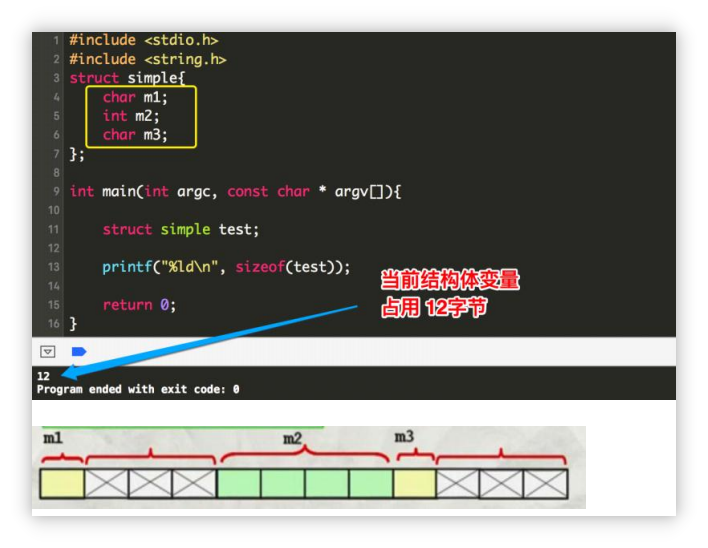 1 #include <stdio.h>
2 #include <string.h>
3 struct simple{
4     char m1;
5     int m2;
6     char m3;
7 };
8
9 int main(int argc, const char * argv[]){
10
11     struct simple test;
12
13     printf("%ld\n", sizeof(test));
14
15     return 0;
16 }
当前结构体变量
占用 12字节
12
Program ended with exit code: 0
m1 m2 m3